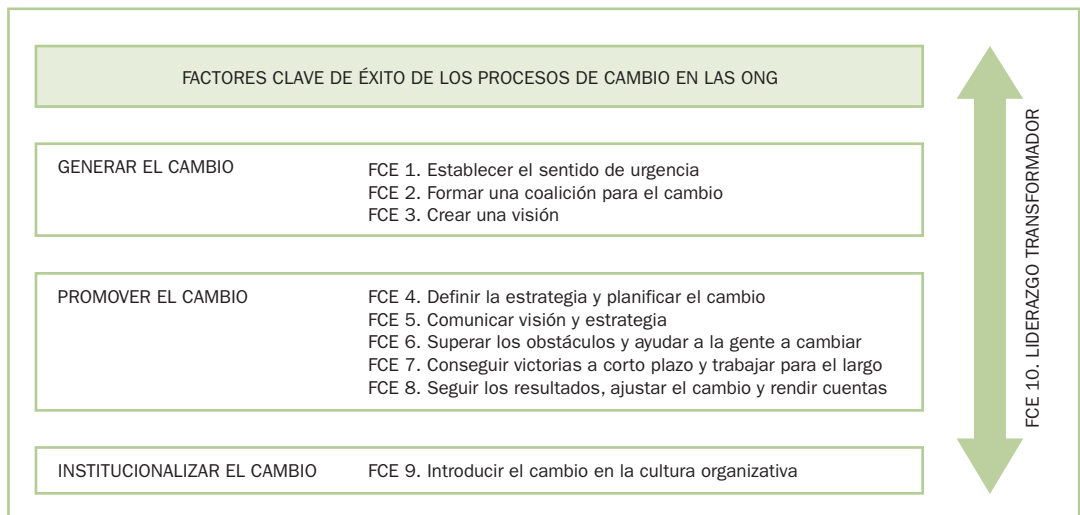 FACTORES CLAVE DE ÉXITO DE LOS PROCESOS DE CAMBIO EN LAS ONG
GENERAR EL CAMBIO
FCE 1. Establecer el sentido de urgencia
FCE 2. Formar una coalición para el cambio
FCE 3. Crear una visión
PROMOVER EL CAMBIO
FCE 4. Definir la estrategia y planificar el cambio
FCE 5. Comunicar visión y estrategia
FCE 6. Superar los obstáculos y ayudar a la gente a cambiar
FCE 7. Conseguir victorias a corto plazo y trabajar para el largo
FCE 8. Seguir los resultados, ajustar el cambio y rendir cuentas
INSTITUCIONALIZAR EL CAMBIO
FCE 9. Introducir el cambio en la cultura organizativa
FCE 10. LIDERAZGO TRANSFORMADOR